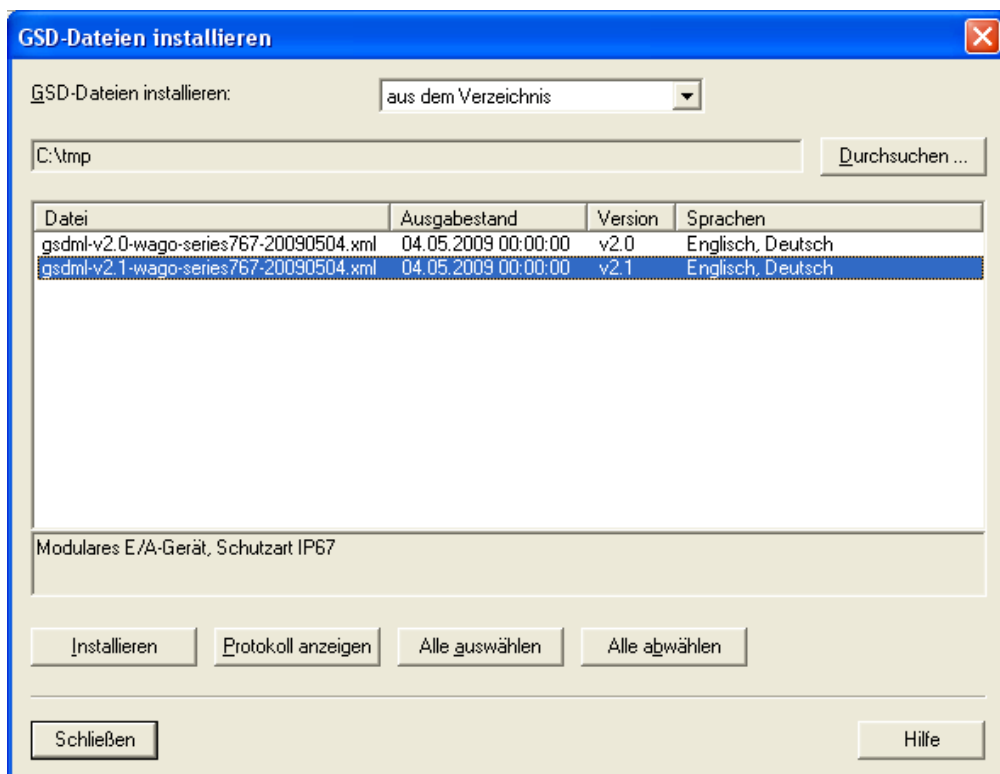 GSD-Dateien installieren
GSD-Dateien installieren: aus dem Verzeichnis
C:\tmp Durchsuchen ...
Datei Ausgabestand Version Sprachen
gsdml-v2.0-wago-series767-20090504.xml 04.05.2009 00:00:00 v2.0 Englisch, Deutsch
gsdml-v2.1-wago-series767-20090504.xml 04.05.2009 00:00:00 v2.1 Englisch, Deutsch
Modulares E/A-Gerät, Schutzart IP67
Installieren Protokoll anzeigen Alle auswählen Alle abwählen
Schließen Hilfe